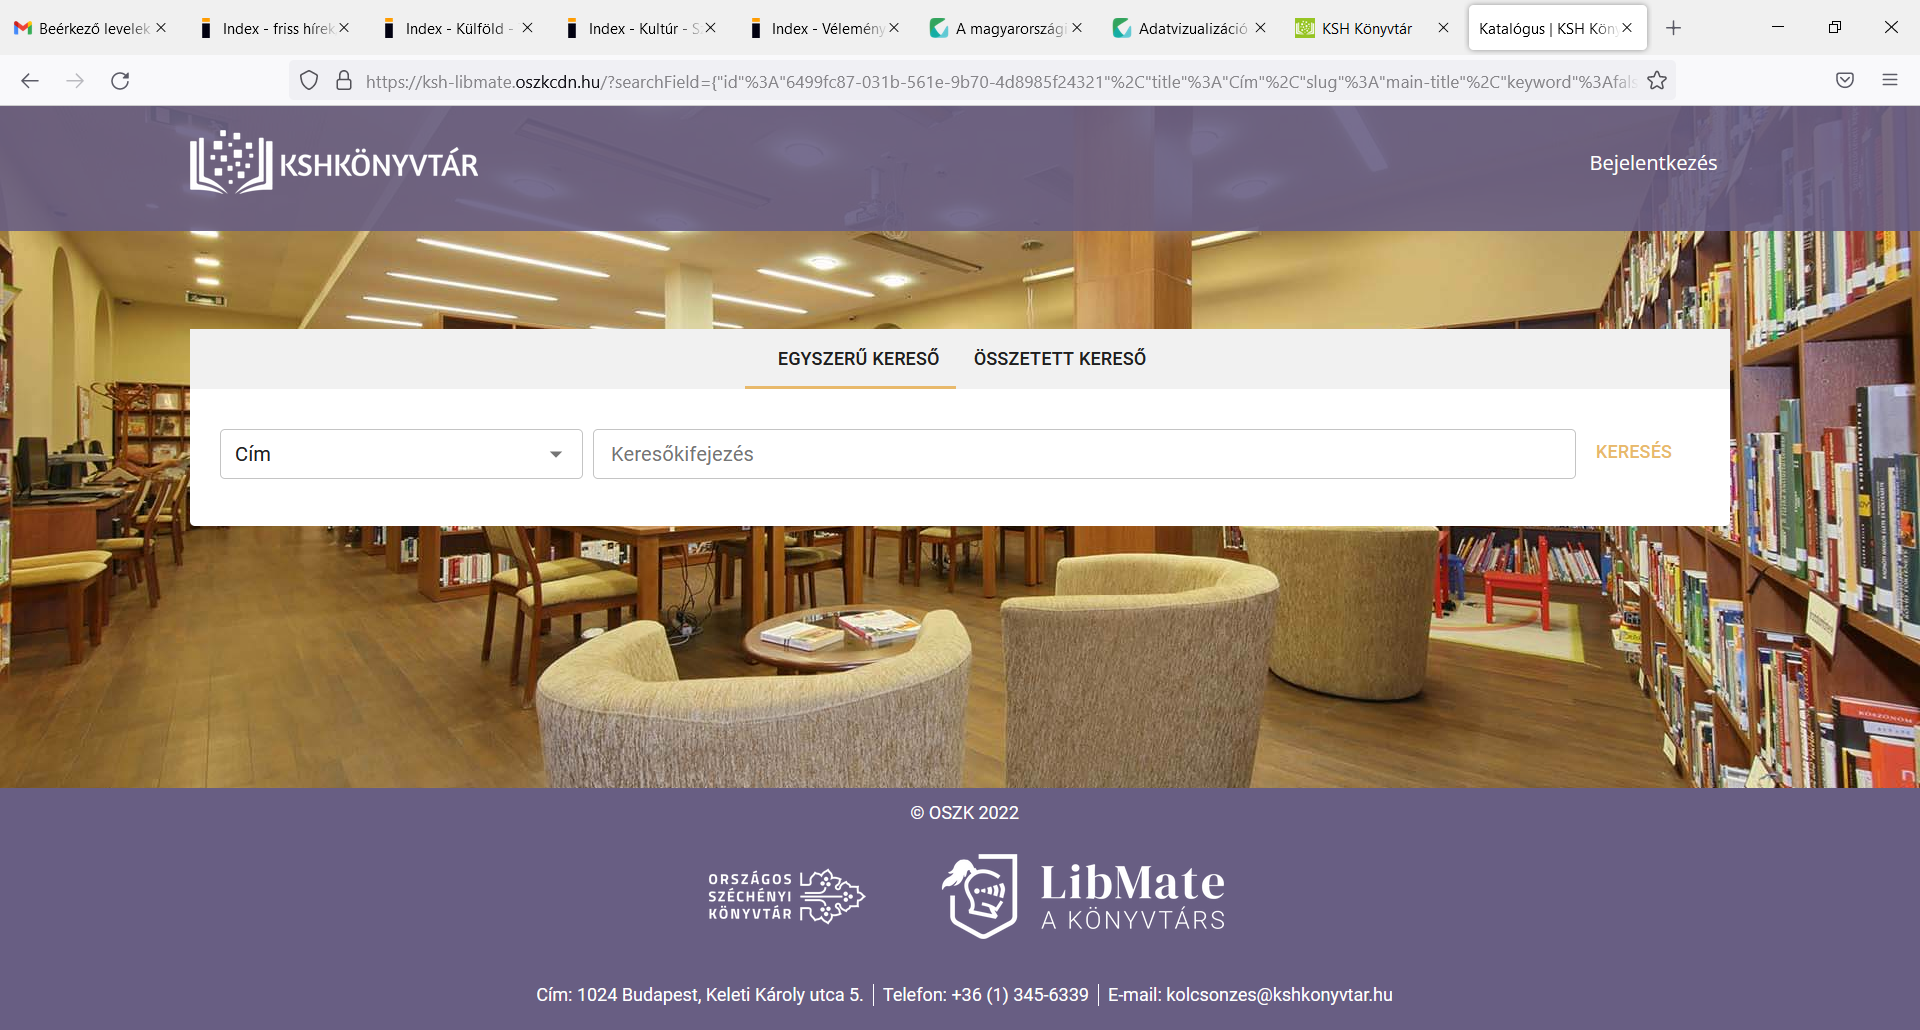 Beérkező levelek
Index - friss hírek
Index - Külföld -
Index - Kultúr - S
Index - Vélemény
A magyarországi
Adatvizualizáció
KSH Könyvtár
Katalógus | KSH Köny
https://ksh-libmate.oszkcdn.hu/?searchField={"id"%3A"6499fc87-031b-561e-9b70-4d8985f24321"%2C"title"%3A"Cím"%2C"slug"%3A"main-title"%2C"keyword"%3Afals
KSHKÖNYVTÁR
Bejelentkezés
EGYSZERŰ KERESŐ
ÖSSZETETT KERESŐ
Cím
Keresőkifejezés
KERESÉS
© OSZK 2022
ORSZÁGOS
SZÉCHÉNYI
KÖNYVTÁR
LibMate
A KÖNYVTÁRS
Cím: 1024 Budapest, Keleti Károly utca 5. | Telefon: +36 (1) 345-6339 | E-mail: kolcsonzes@kshkonyvtar.hu